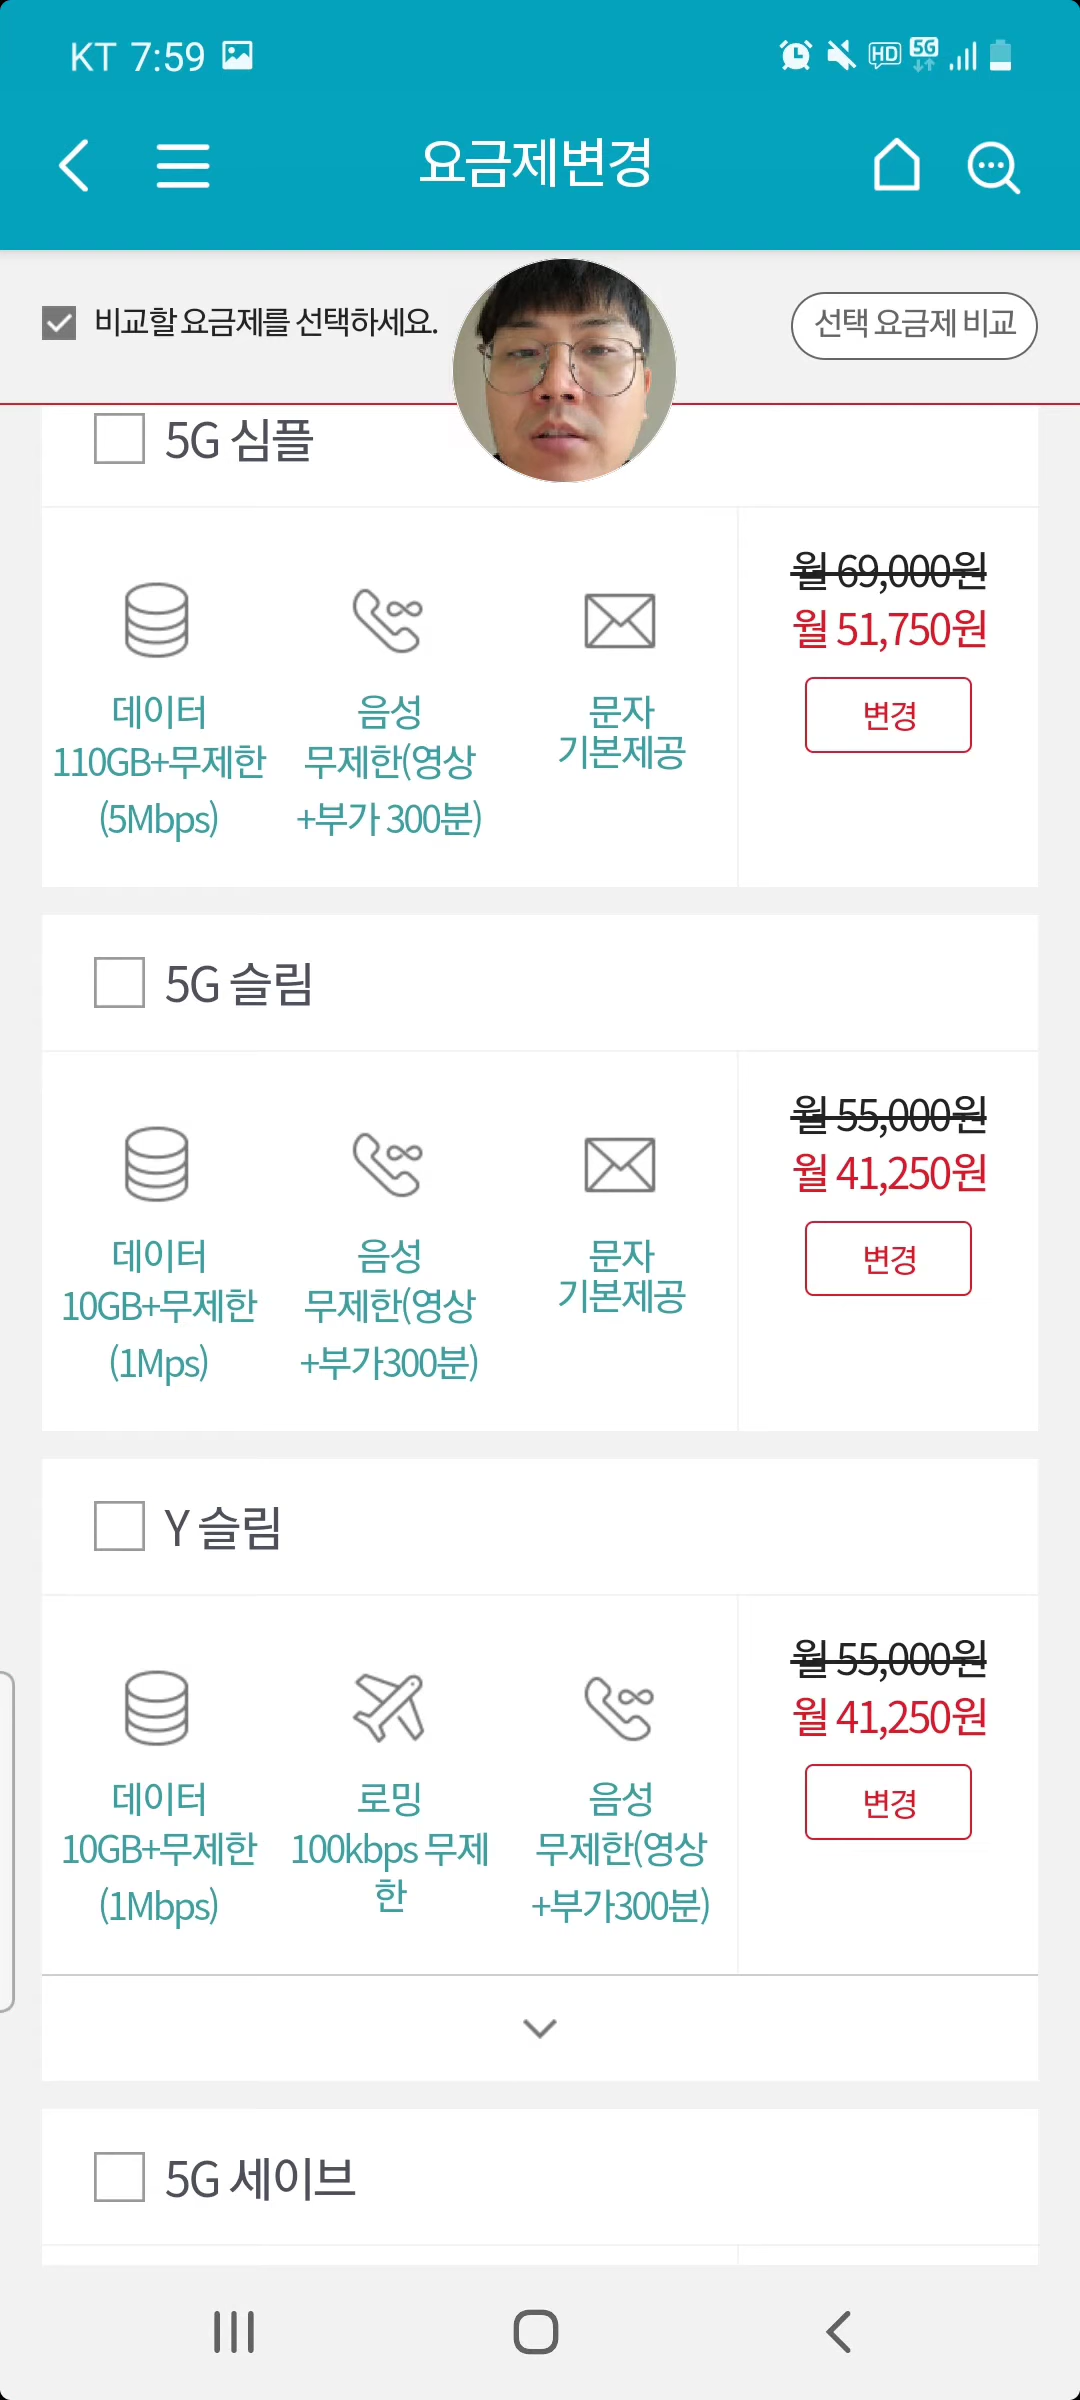 KT 7:59
HD 5G
요금제변경
비교할 요금제를 선택하세요.
선택 요금제 비교
5G 심플
월 69,000원
월 51,750원
변경
데이터
110GB+무제한
(5Mbps)
음성
무제한(영상
+부가 300분)
문자
기본제공
5G 슬림
월 55,000원
월 41,250원
변경
데이터
10GB+무제한
(1Mps)
음성
무제한(영상
+부가300분)
문자
기본제공
Y 슬림
월 55,000원
월 41,250원
변경
데이터
10GB+무제한
(1Mbps)
로밍
100kbps 무제
한
음성
무제한(영상
+부가300분)
5G 세이브